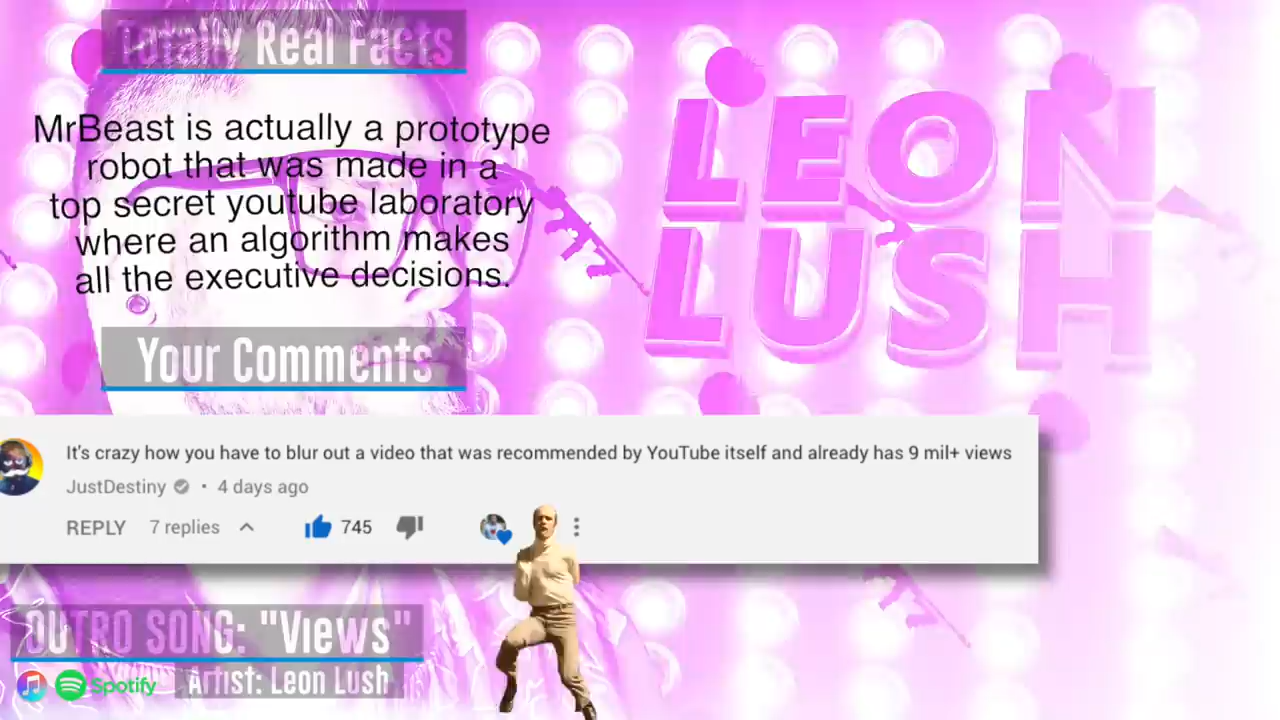 Totally Real Facts
MrBeast is actually a prototype
robot that was made in a
top secret youtube laboratory
where an algorithm makes
all the executive decisions.
LEON
LUSH
Your Comments
It's crazy how you have to blur out a video that was recommended by YouTube itself and already has 9 mil+ views
JustDestiny • 4 days ago
REPLY 7 replies 745
OUTRO SONG: "Views"
Spotify Artist: Leon Lush